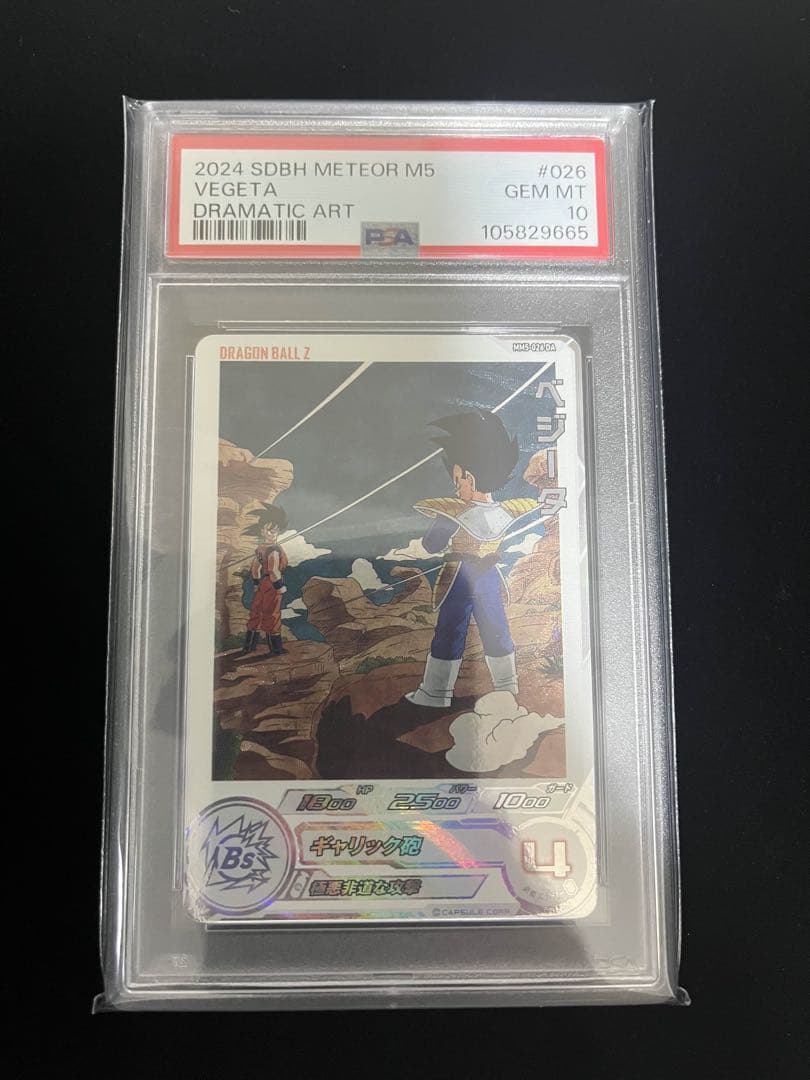 2024 SDBH METEOR M5 #026
VEGETA GEM MT
DRAMATIC ART 10
PSA 105829665
DRAGON BALL Z
MM5-026 DA
ベジータ
HP パワー ガード
1800 2500 1000
Bs
ギャリック砲
4
極悪非道な攻撃
©CAPSULE CORP.